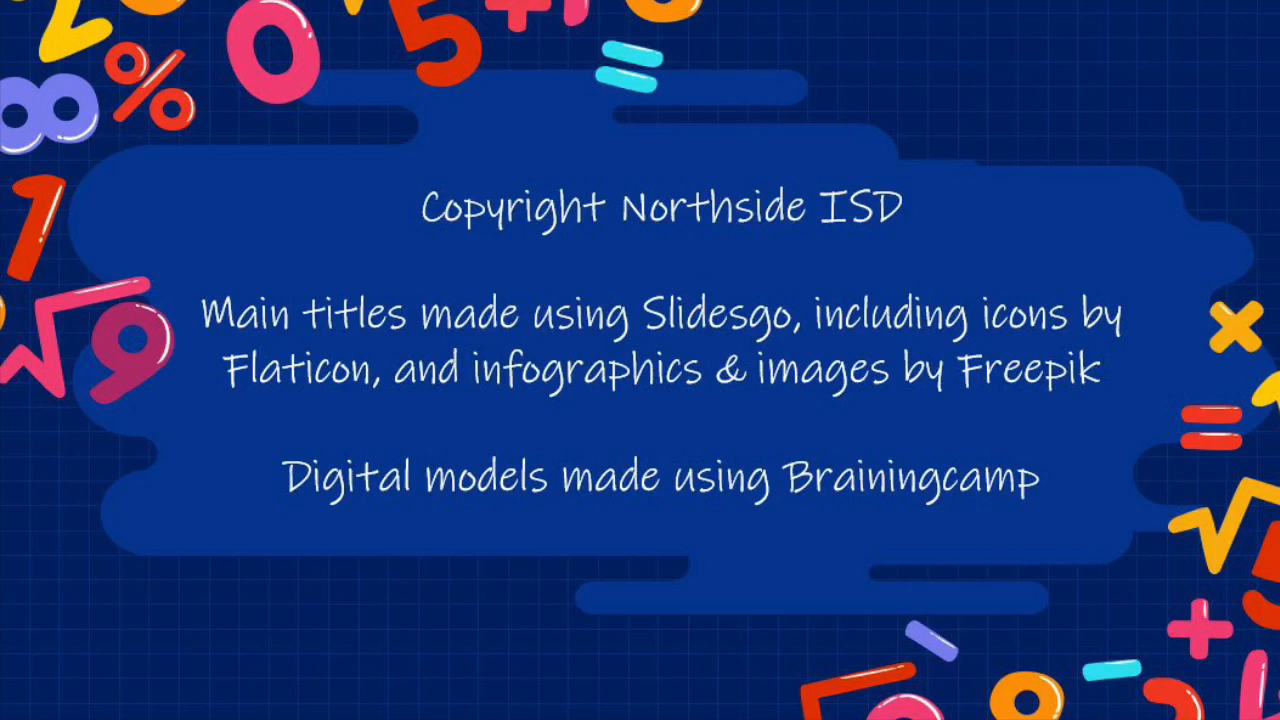 Copyright Northside ISD
Main titles made using Slidesgo, including icons by
Flaticon, and infographics & images by Freepik
Digital models made using Brainingcamp